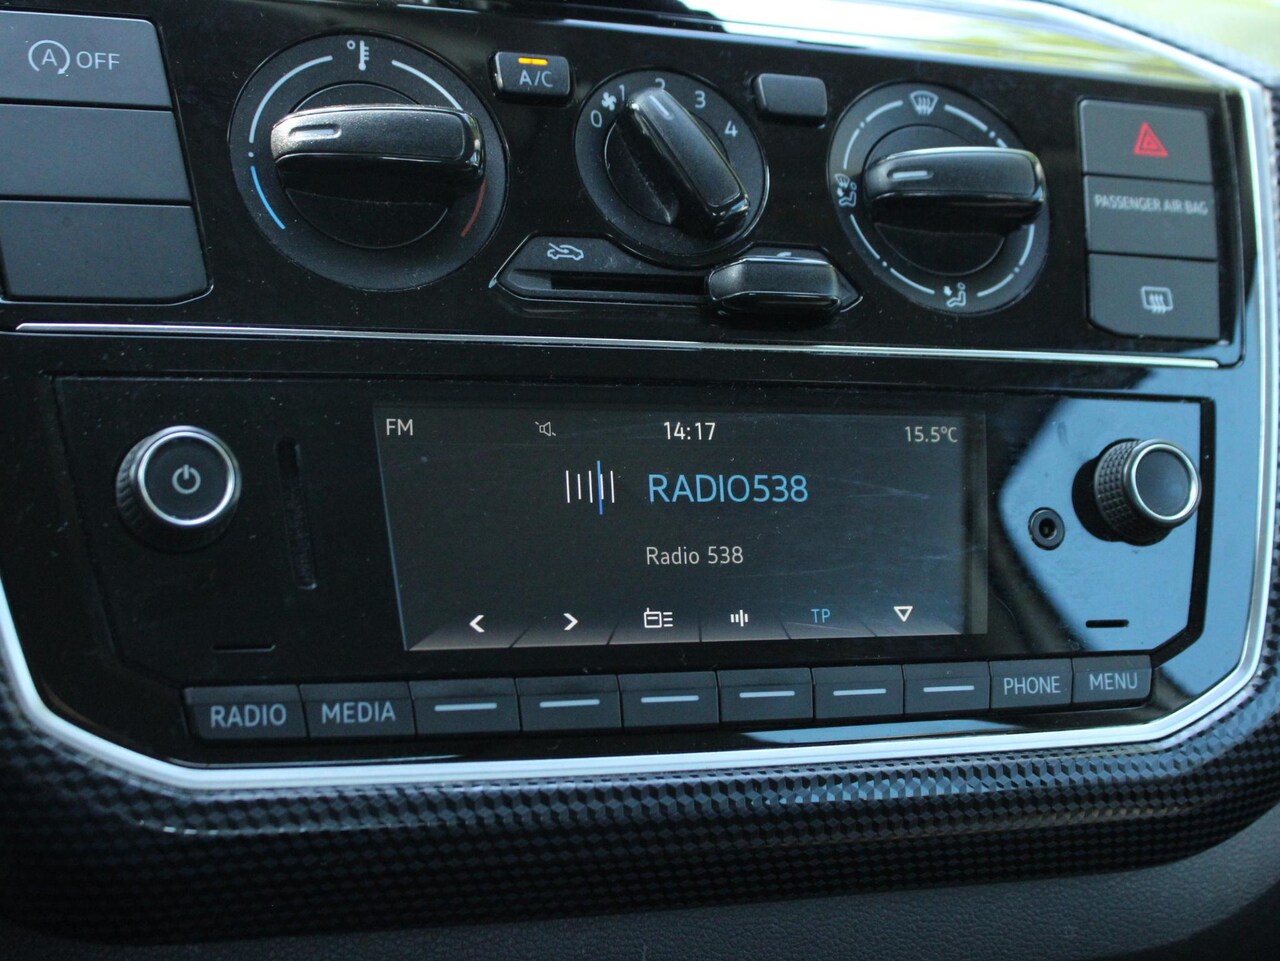 A OFF
A/C
0 1 2 3 4
PASSENGER AIR BAG
FM 14:17 15.5°C
RADIO538
Radio 538
TP
RADIO MEDIA PHONE MENU